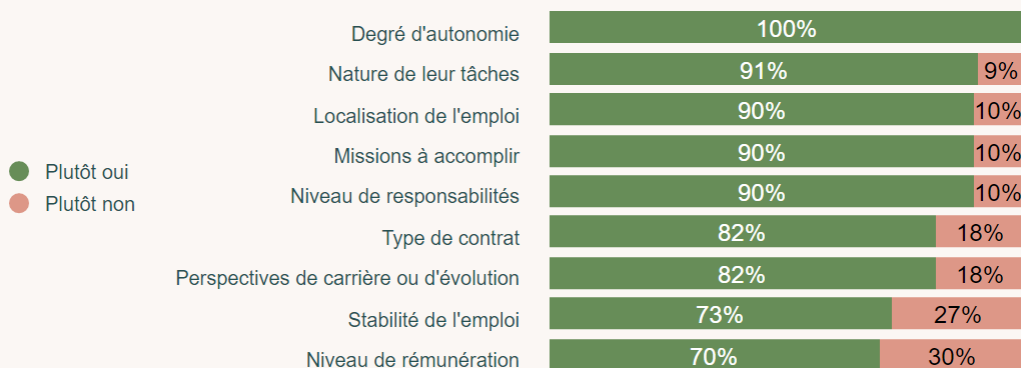 Degré d'autonomie 100%
Nature de leur tâches 91% 9%
Localisation de l'emploi 90% 10%
Missions à accomplir 90% 10%
Plutôt oui
Plutôt non
Niveau de responsabilités 90% 10%
Type de contrat 82% 18%
Perspectives de carrière ou d'évolution 82% 18%
Stabilité de l'emploi 73% 27%
Niveau de rémunération 70% 30%